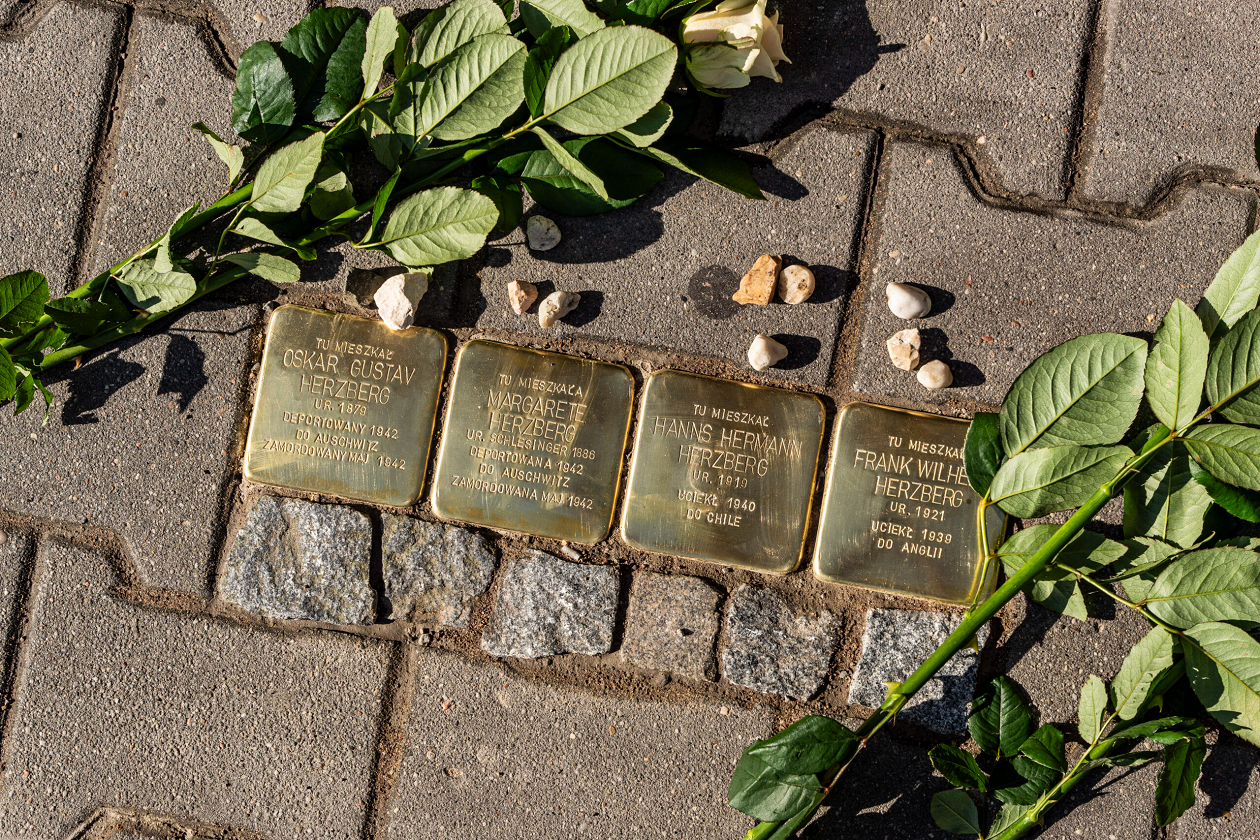 TU MIESZKAŁ
OSKAR GUSTAV
HERZBERG
UR. 1879
DEPORTOWANY 1942
DO AUSCHWITZ
ZAMORDOWANY MAJ 1942
TU MIESZKAŁA
MARGARETE
HERZBERG
UR. SCHLESINGER 1886
DEPORTOWANA 1942
DO AUSCHWITZ
ZAMORDOWANA MAJ 1942
TU MIESZKAŁ
HANNS HERMANN
HERZBERG
UR. 1919
UCIEKŁ 1940
DO CHILE
TU MIESZKAŁ
FRANK WILHE
HERZBERG
UR. 1921
UCIEKŁ 1939
DO ANGLII